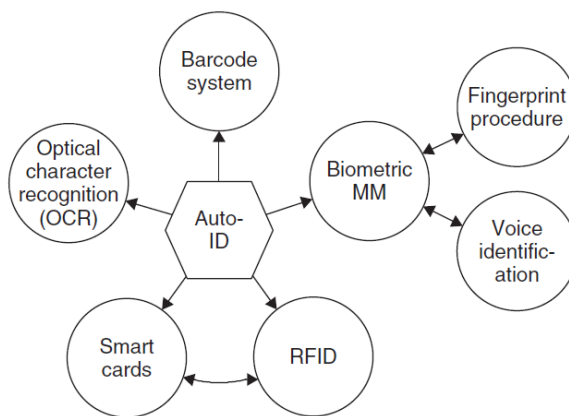 Barcode
system
Fingerprint
procedure
Optical
character
recognition
(OCR)
Biometric
MM
Auto-
ID
Voice
identific-
ation
Smart
cards
RFID